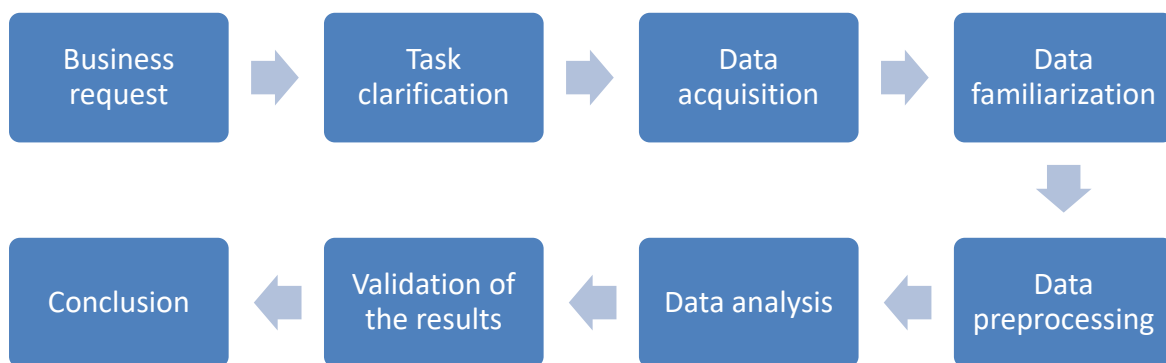 Business
request
Task
clarification
Data
acquisition
Data
familiarization
Data
preprocessing
Data analysis
Validation of
the results
Conclusion